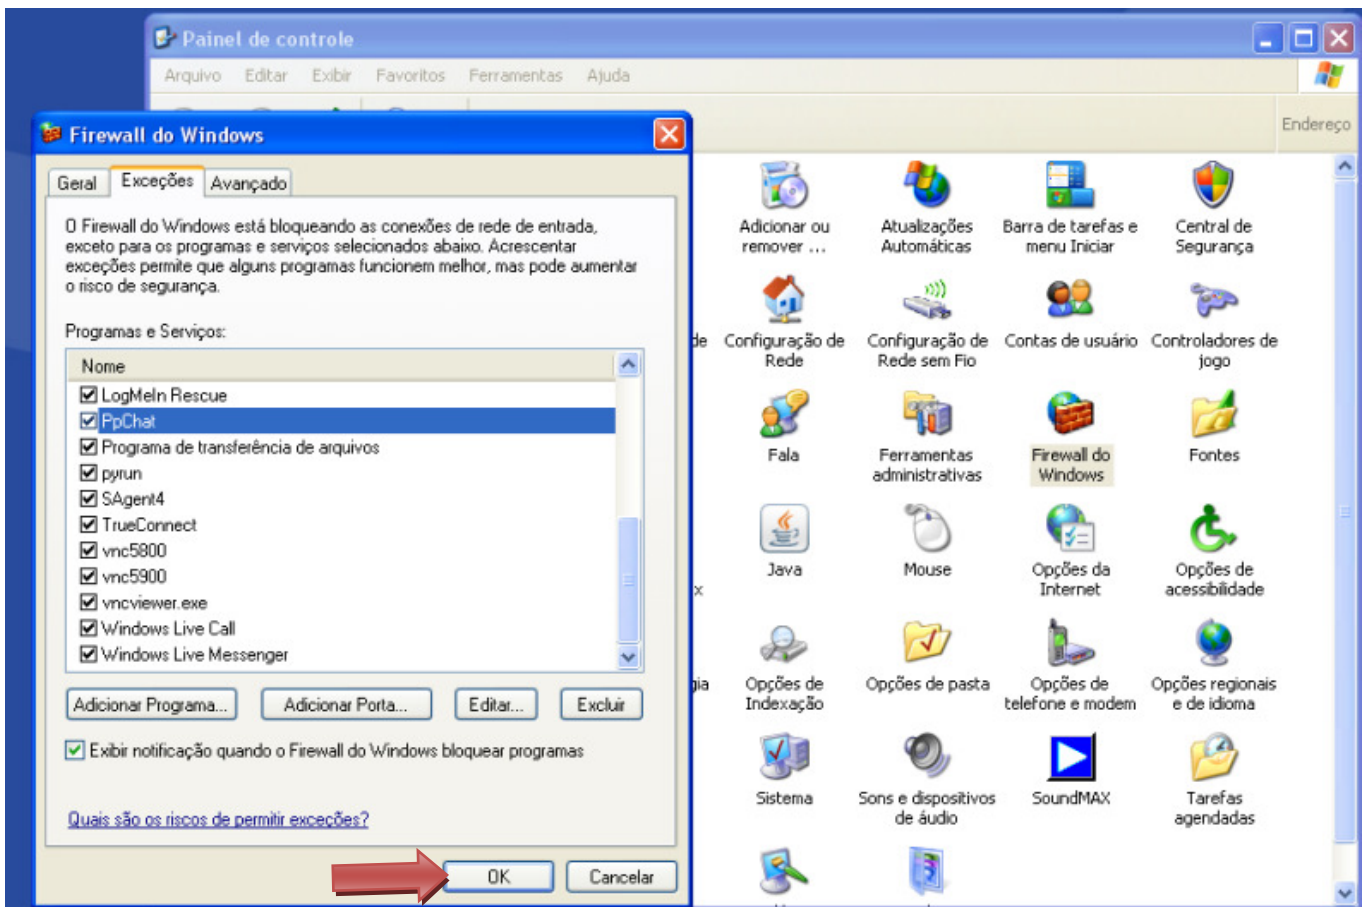 Painel de controle
Arquivo Editar Exibir Favoritos Ferramentas Ajuda
Endereço
Firewall do Windows
Geral Exceções Avançado
O Firewall do Windows está bloqueando as conexões de rede de entrada,
exceto para os programas e serviços selecionados abaixo. Acrescentar
exceções permite que alguns programas funcionem melhor, mas pode aumentar
o risco de segurança.
Programas e Serviços:
Nome
LogMeIn Rescue
PpChat
Programa de transferência de arquivos
pyrun
SAgent4
TrueConnect
vnc5800
vnc5900
vncviewer.exe
Windows Live Call
Windows Live Messenger
Adicionar Programa... Adicionar Porta... Editar... Excluir
Exibir notificação quando o Firewall do Windows bloquear programas
Quais são os riscos de permitir exceções?
OK Cancelar
Adicionar ou
remover ...
Atualizações
Automáticas
Barra de tarefas e
menu Iniciar
Central de
Segurança
de
Configuração de
Rede
Configuração de
Rede sem Fio
Contas de usuário
Controladores de
jogo
Fala
Ferramentas
administrativas
Firewall do
Windows
Fontes
x
Java
Mouse
Opções da
Internet
Opções de
acessibilidade
gia
Opções de
Indexação
Opções de pasta
Opções de
telefone e modem
Opções regionais
e de idioma
Sistema
Sons e dispositivos
de áudio
SoundMAX
Tarefas
agendadas